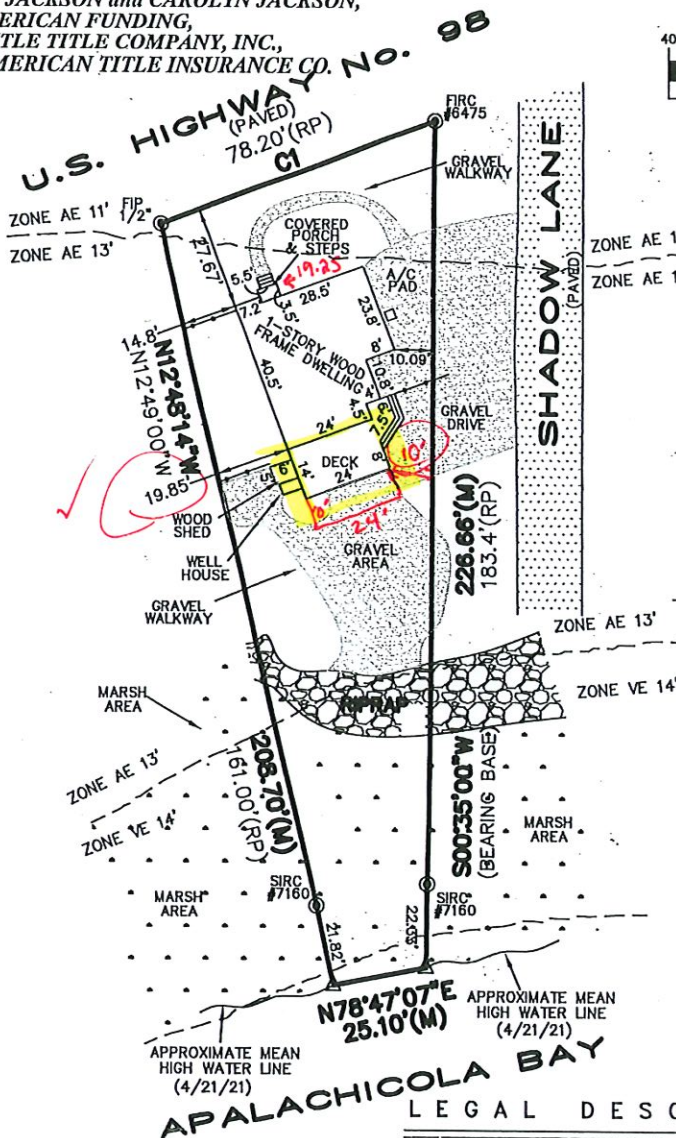 JACKSON and CAROLYN JACKSON,
ERICAN FUNDING,
TLE TITLE COMPANY, INC.,
MERICAN TITLE INSURANCE CO.
40
U.S. HIGHWAY No. 98
(PAVED)
78.20'(RP)
C1
FIRC
#6475
GRAVEL
WALKWAY
SHADOW LANE
(PAVED)
FIP
1/2"
ZONE AE 11'
ZONE AE 13'
ZONE AE 1
ZONE AE 1
COVERED
PORCH
& STEPS
19.25
A/C
PAD
27.67'
5.5'
7.2'
3.5'
28.5'
23.8'
14.8'
1-STORY WOOD
FRAME DWELLING
8'
10.09'
10.8'
4'
40.5'
N12°48'14"W
N12°49'00"W
4.5'
6'
7.5'
GRAVEL
DRIVE
24'
DECK
8'
10'
19.85'
6'
5'
14'
24'
24'
WOOD
SHED
GRAVEL
AREA
WELL
HOUSE
GRAVEL
WALKWAY
226.66'(M)
183.4'(RP)
ZONE AE 13'
ZONE VE 14'
RIPRAP
MARSH
AREA
ZONE AE 13'
ZONE VE 14'
208.70'(M)
161.00'(RP)
S00°35'00"W
(BEARING BASE)
MARSH
AREA
MARSH
AREA
SIRC
#7160
SIRC
#7160
21.82'
N78°47'07"E
25.10'(M)
APPROXIMATE MEAN
HIGH WATER LINE
(4/21/21)
APPROXIMATE MEAN
HIGH WATER LINE
(4/21/21)
APALACHICOLA BAY
LEGAL DESC